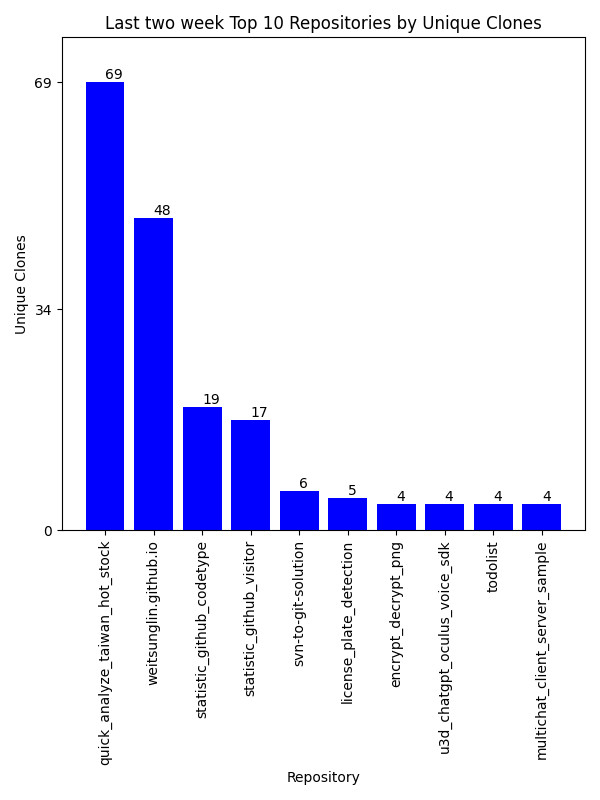 Last two week Top 10 Repositories by Unique Clones
Unique Clones
69
34
0
69
48
19
17
6
5
4
4
4
4
quick_analyze_taiwan_hot_stock
weitsunglin.github.io
statistic_github_codetype
statistic_github_visitor
svn-to-git-solution
license_plate_detection
encrypt_decrypt_png
u3d_chatgpt_oculus_voice_sdk
todolist
multichat_client_server_sample
Repository